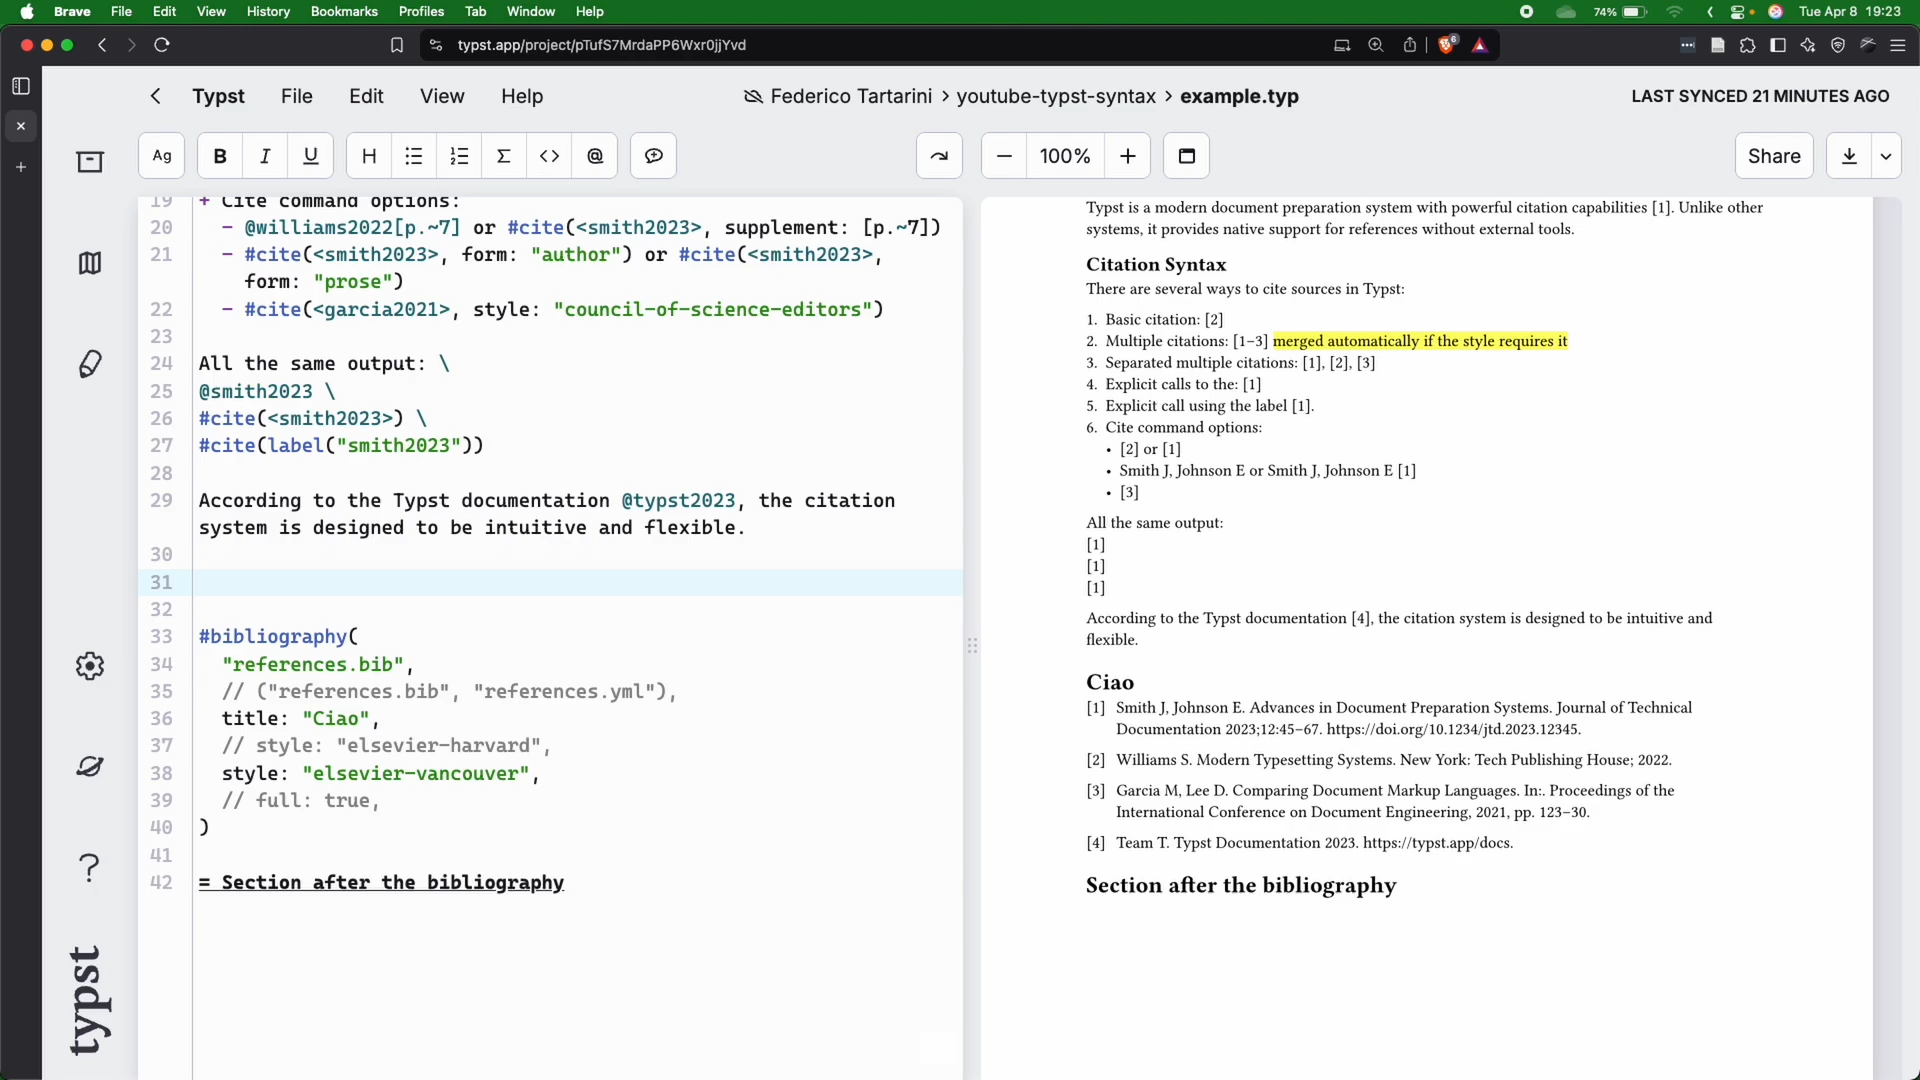 Brave File Edit View History Bookmarks Profiles Tab Window Help 74% Tue Apr 8 19:23
typst.app/project/pTufS7MrdaPP6Wxr0jjYvd 6
Typst File Edit View Help Federico Tartarini > youtube-typst-syntax > example.typ LAST SYNCED 21 MINUTES AGO
Ag B I U H Σ <> @ 100% Share
19 + Cite command options:
20 - @williams2022[p.~7] or #cite(<smith2023>, supplement: [p.~7])
21 - #cite(<smith2023>, form: "author") or #cite(<smith2023>,
form: "prose")
22 - #cite(<garcia2021>, style: "council-of-science-editors")
23
24 All the same output: \
25 @smith2023 \
26 #cite(<smith2023>) \
27 #cite(label("smith2023"))
28
29 According to the Typst documentation @typst2023, the citation
system is designed to be intuitive and flexible.
30
31
32
33 #bibliography(
34 "references.bib",
35 // ("references.bib", "references.yml"),
36 title: "Ciao",
37 // style: "elsevier-harvard",
38 style: "elsevier-vancouver",
39 // full: true,
40 )
41
42 = Section after the bibliography
typst
Typst is a modern document preparation system with powerful citation capabilities [1]. Unlike other
systems, it provides native support for references without external tools.
Citation Syntax
There are several ways to cite sources in Typst:
1. Basic citation: [2]
2. Multiple citations: [1–3] merged automatically if the style requires it
3. Separated multiple citations: [1], [2], [3]
4. Explicit calls to the: [1]
5. Explicit call using the label [1].
6. Cite command options:
• [2] or [1]
• Smith J, Johnson E or Smith J, Johnson E [1]
• [3]
All the same output:
[1]
[1]
[1]
According to the Typst documentation [4], the citation system is designed to be intuitive and
flexible.
Ciao
[1] Smith J, Johnson E. Advances in Document Preparation Systems. Journal of Technical
Documentation 2023;12:45–67. https://doi.org/10.1234/jtd.2023.12345.
[2] Williams S. Modern Typesetting Systems. New York: Tech Publishing House; 2022.
[3] Garcia M, Lee D. Comparing Document Markup Languages. In:. Proceedings of the
International Conference on Document Engineering, 2021, pp. 123–30.
[4] Team T. Typst Documentation 2023. https://typst.app/docs.
Section after the bibliography